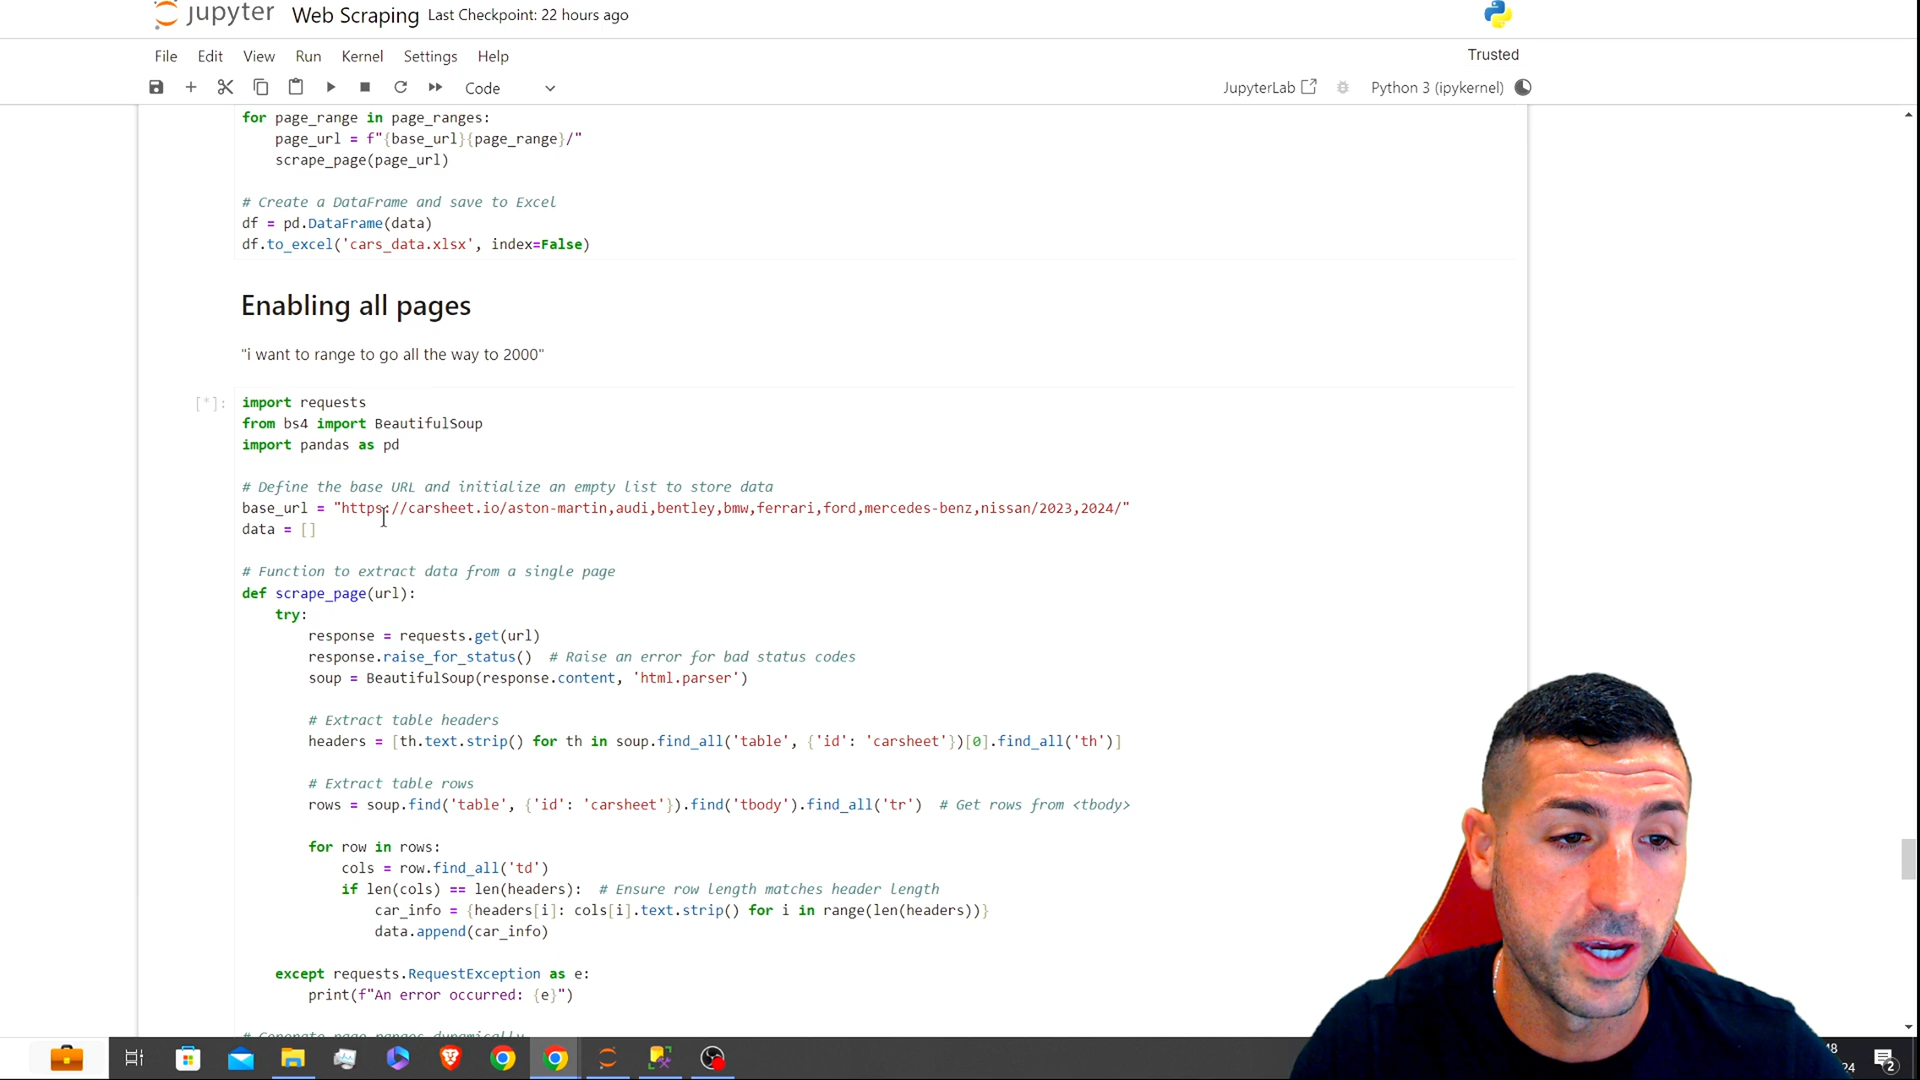 jupyter Web Scraping Last Checkpoint: 22 hours ago
File Edit View Run Kernel Settings Help
Trusted
Code
JupyterLab
Python 3 (ipykernel)
for page_range in page_ranges:
page_url = f"{base_url}{page_range}/"
scrape_page(page_url)
# Create a DataFrame and save to Excel
df = pd.DataFrame(data)
df.to_excel('cars_data.xlsx', index=False)
Enabling all pages
"i want to range to go all the way to 2000"
[*]:
import requests
from bs4 import BeautifulSoup
import pandas as pd
# Define the base URL and initialize an empty list to store data
base_url = "https://carsheet.io/aston-martin,audi,bentley,bmw,ferrari,ford,mercedes-benz,nissan/2023,2024/"
data = []
# Function to extract data from a single page
def scrape_page(url):
try:
response = requests.get(url)
response.raise_for_status() # Raise an error for bad status codes
soup = BeautifulSoup(response.content, 'html.parser')
# Extract table headers
headers = [th.text.strip() for th in soup.find_all('table', {'id': 'carsheet'})[0].find_all('th')]
# Extract table rows
rows = soup.find('table', {'id': 'carsheet'}).find('tbody').find_all('tr') # Get rows from <tbody>
for row in rows:
cols = row.find_all('td')
if len(cols) == len(headers): # Ensure row length matches header length
car_info = {headers[i]: cols[i].text.strip() for i in range(len(headers))}
data.append(car_info)
except requests.RequestException as e:
print(f"An error occurred: {e}")
# Generate page ranges dynamically
48
24
2